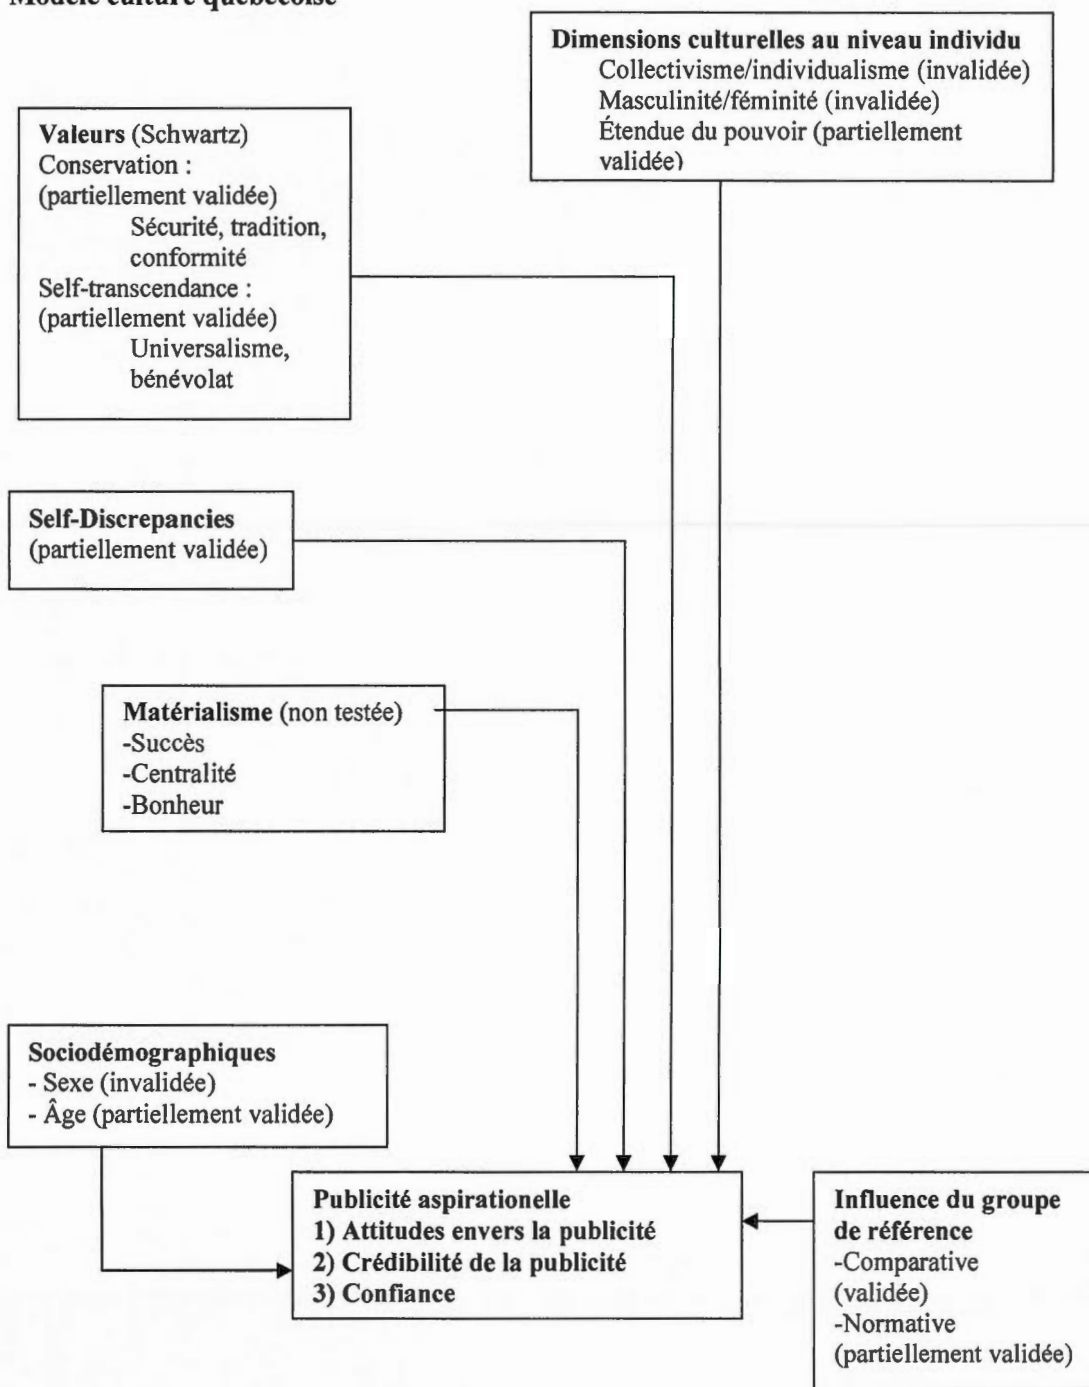 Modèle culture québécoise
Dimensions culturelles au niveau individu
Collectivisme/individualisme (invalidée)
Masculinité/féminité (invalidée)
Étendue du pouvoir (partiellement
validée)
Valeurs (Schwartz)
Conservation :
(partiellement validée)
Sécurité, tradition,
conformité
Self-transcendance :
(partiellement validée)
Universalisme,
bénévolat
Self-Discrepancies
(partiellement validée)
Matérialisme (non testée)
-Succès
-Centralité
-Bonheur
Sociodémographiques
- Sexe (invalidée)
- Âge (partiellement validée)
Publicité aspirationelle
1) Attitudes envers la publicité
2) Crédibilité de la publicité
3) Confiance
Influence du groupe
de référence
-Comparative
(validée)
-Normative
(partiellement validée)